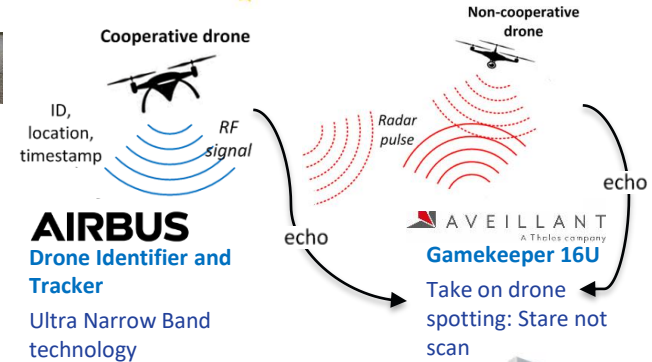 Cooperative drone
Non-cooperative
drone
ID,
location,
timestamp
RF
signal
Radar
pulse
echo
echo
AIRBUS
Drone Identifier and
Tracker
Ultra Narrow Band
technology
AVEILLANT
A Thales company
Gamekeeper 16U
Take on drone
spotting: Stare not
scan